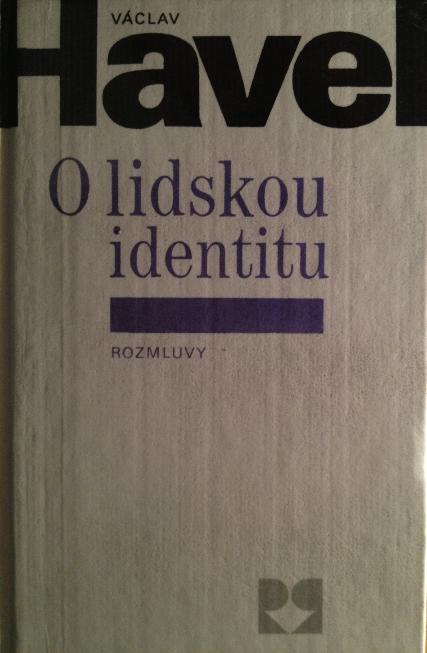 VÁCLAV
Havel
O lidskou
identitu
ROZMLUVY